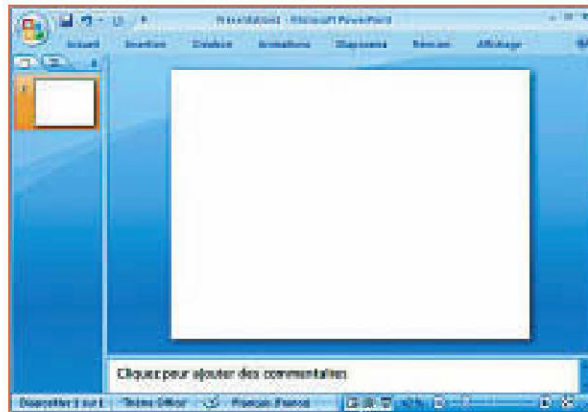 Présentation1 - Microsoft PowerPoint
Accueil Insertion Création Animations Diaporama Révision Affichage
1
Cliquez pour ajouter des commentaires
Diapositive 1 sur 1 Thème Office Français (France)